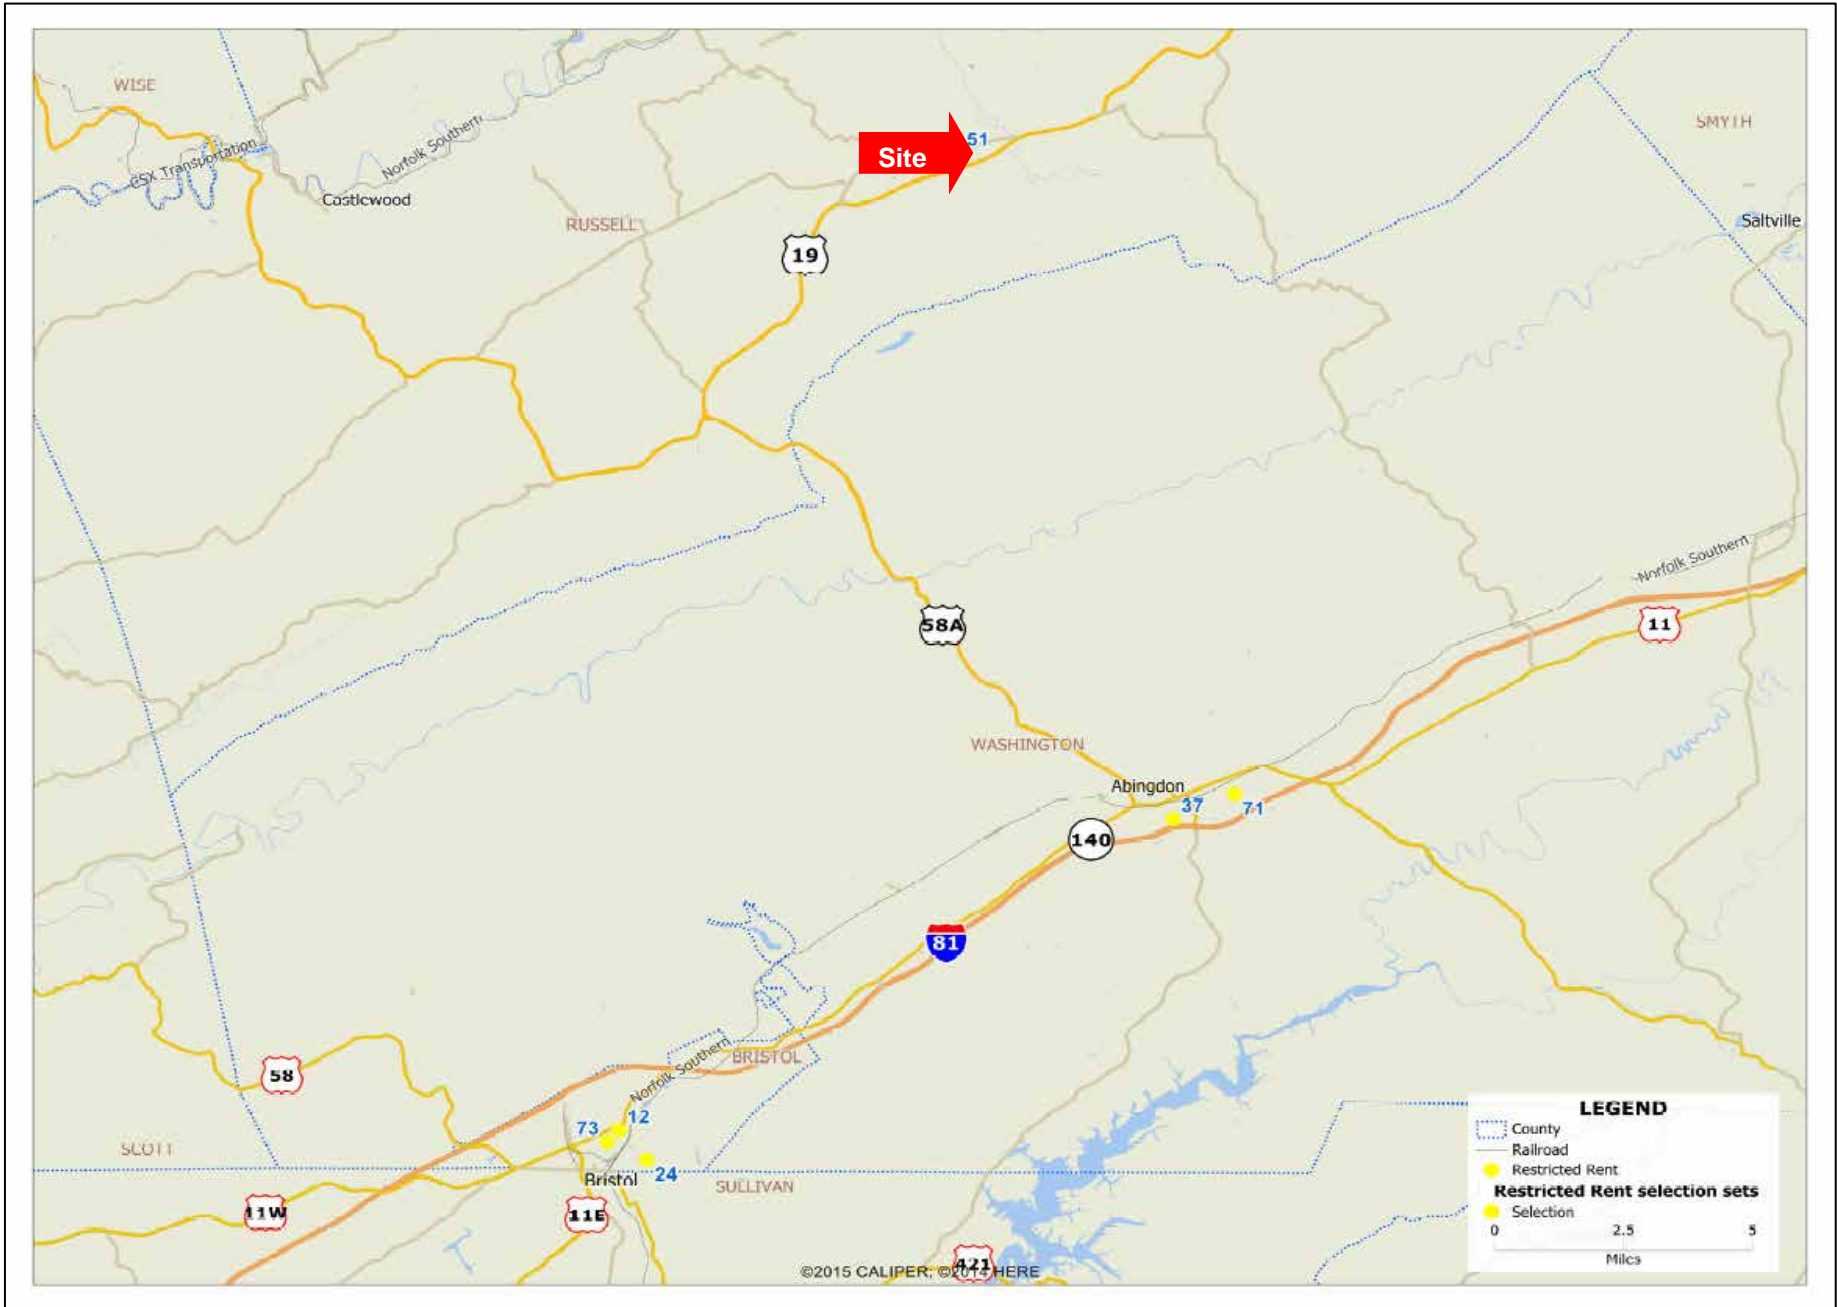 WISE
SMYTH
51
Site
CSX Transportation
Norfolk Southern
Castlewood
Saltville
RUSSELL
19
Norfolk Southern
58A
11
WASHINGTON
Abingdon
37
71
140
81
BRISTOL
58
Norfolk Southern
12
73
SCOTT
24
Bristol
SULLIVAN
11W
11E
421
©2015 CALIPER; ©2014 HERE
LEGEND
County
Railroad
Restricted Rent
Restricted Rent selection sets
Selection
0 2.5 5
Miles